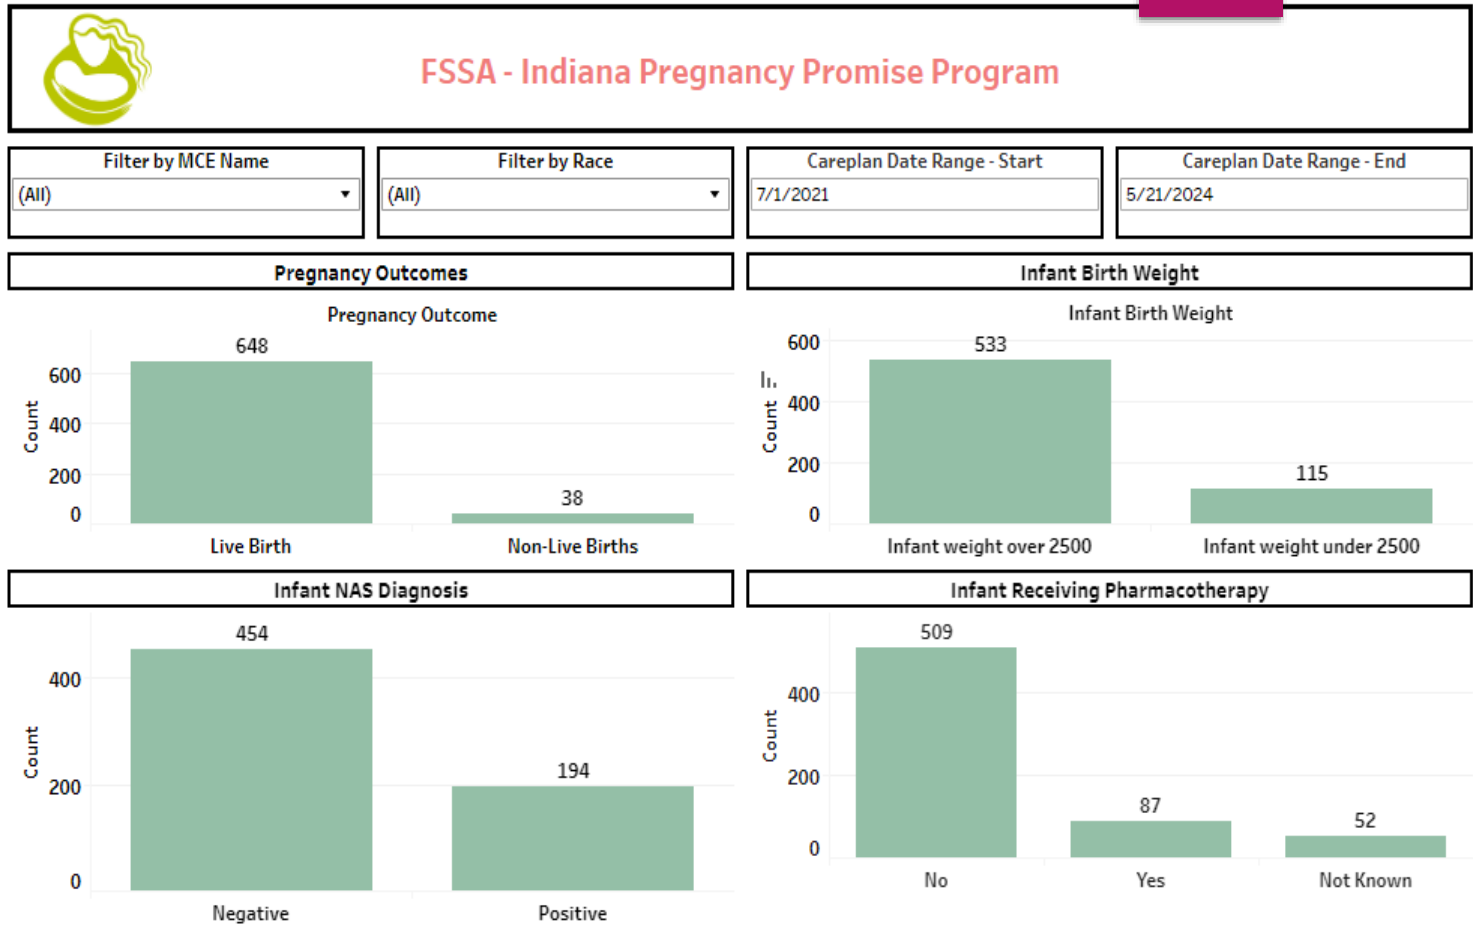 FSSA - Indiana Pregnancy Promise Program
Filter by MCE Name
(All)
Filter by Race
(All)
Careplan Date Range - Start
7/1/2021
Careplan Date Range - End
5/21/2024
Pregnancy Outcomes
Pregnancy Outcome
648
38
600
400
200
0
Count
Live Birth
Non-Live Births
Infant Birth Weight
Infant Birth Weight
533
115
600
400
200
0
Count
Infant weight over 2500
Infant weight under 2500
Infant NAS Diagnosis
454
194
400
200
0
Count
Negative
Positive
Infant Receiving Pharmacotherapy
509
87
52
400
200
0
Count
No
Yes
Not Known